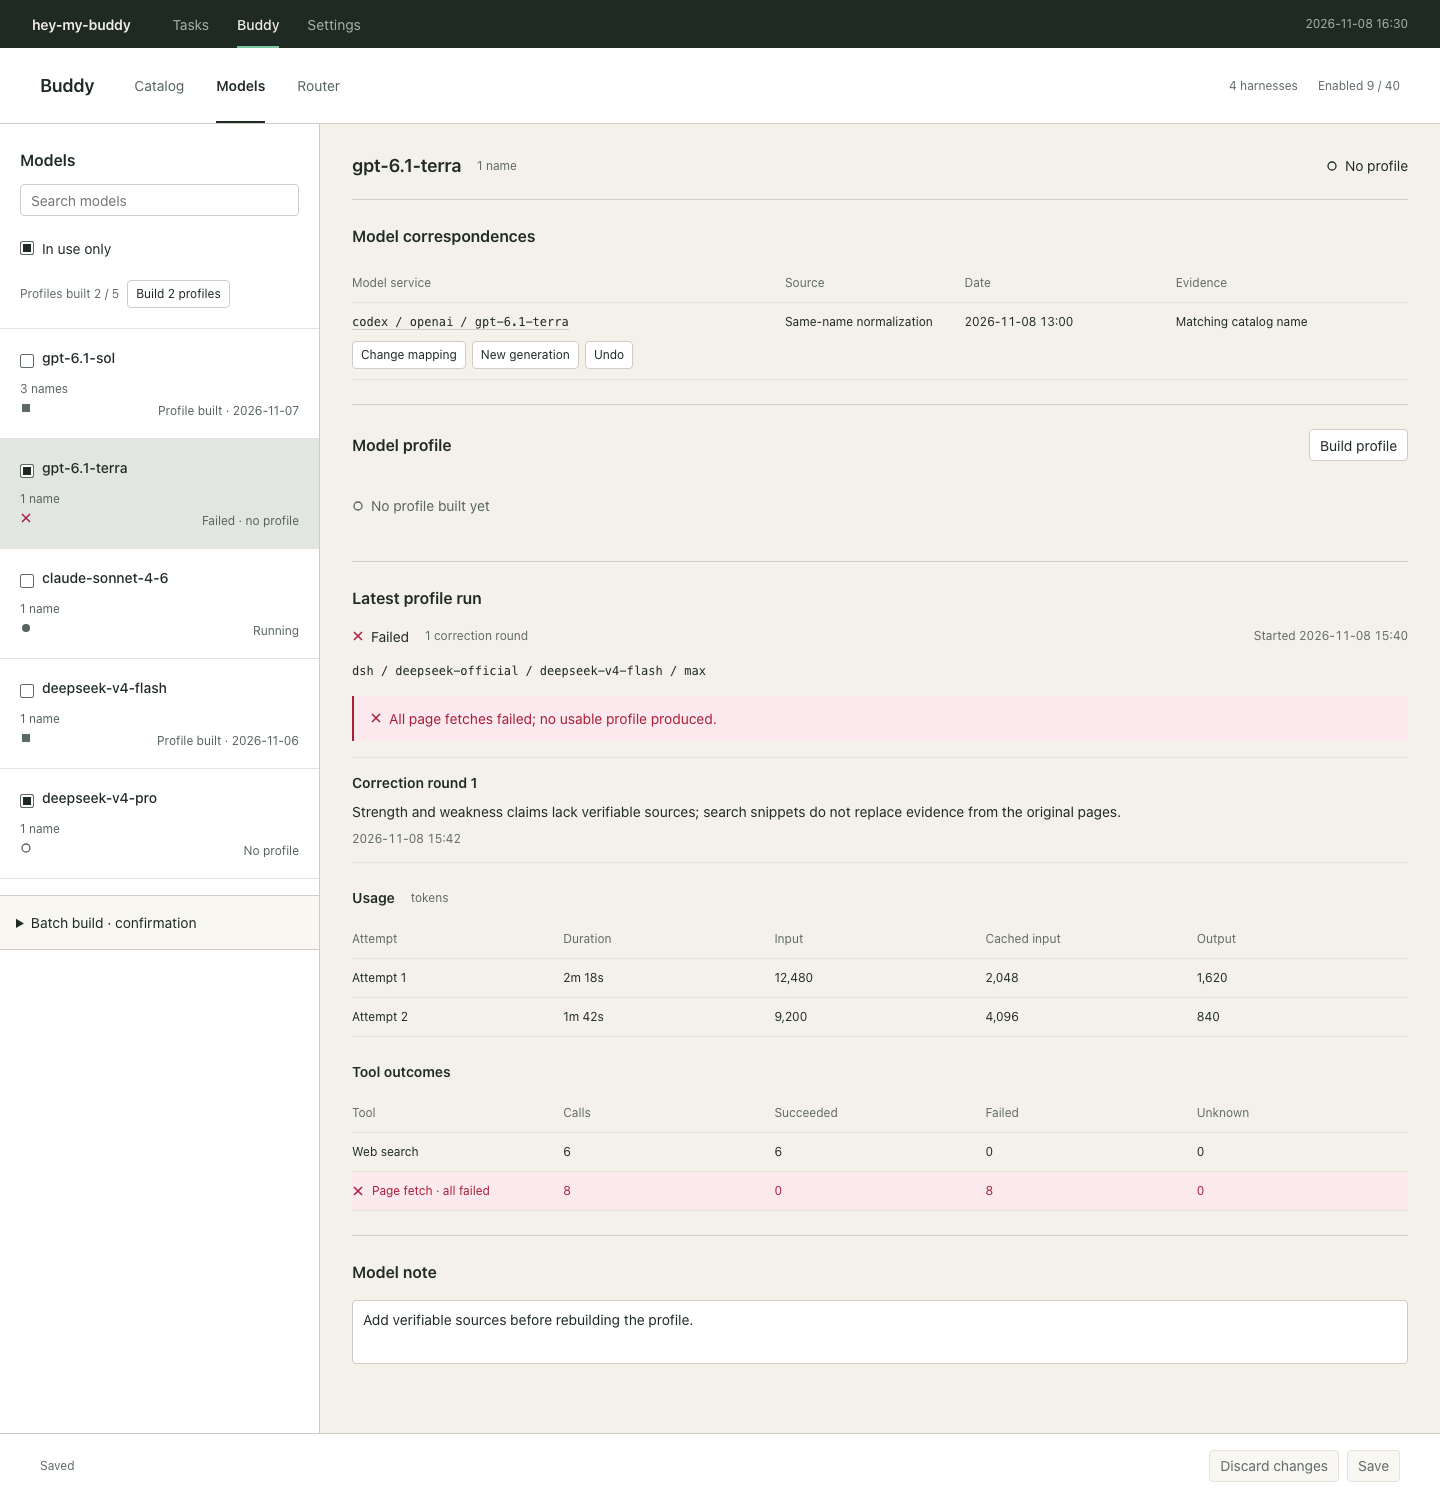 hey-my-buddy Tasks Buddy Settings 2026-11-08 16:30
Buddy Catalog Models Router 4 harnesses Enabled 9 / 40
Models
Search models
In use only
Profiles built 2 / 5 Build 2 profiles
gpt-6.1-sol
3 names
Profile built · 2026-11-07
gpt-6.1-terra
1 name
Failed · no profile
claude-sonnet-4-6
1 name
Running
deepseek-v4-flash
1 name
Profile built · 2026-11-06
deepseek-v4-pro
1 name
No profile
Batch build · confirmation
gpt-6.1-terra 1 name No profile
Model correspondences
Model service Source Date Evidence
codex / openai / gpt-6.1-terra Same-name normalization 2026-11-08 13:00 Matching catalog name
Change mapping New generation Undo
Model profile Build profile
No profile built yet
Latest profile run
Failed 1 correction round Started 2026-11-08 15:40
dsh / deepseek-official / deepseek-v4-flash / max
All page fetches failed; no usable profile produced.
Correction round 1
Strength and weakness claims lack verifiable sources; search snippets do not replace evidence from the original pages.
2026-11-08 15:42
Usage tokens
Attempt Duration Input Cached input Output
Attempt 1 2m 18s 12,480 2,048 1,620
Attempt 2 1m 42s 9,200 4,096 840
Tool outcomes
Tool Calls Succeeded Failed Unknown
Web search 6 6 0 0
Page fetch · all failed 8 0 8 0
Model note
Add verifiable sources before rebuilding the profile.
Saved Discard changes Save